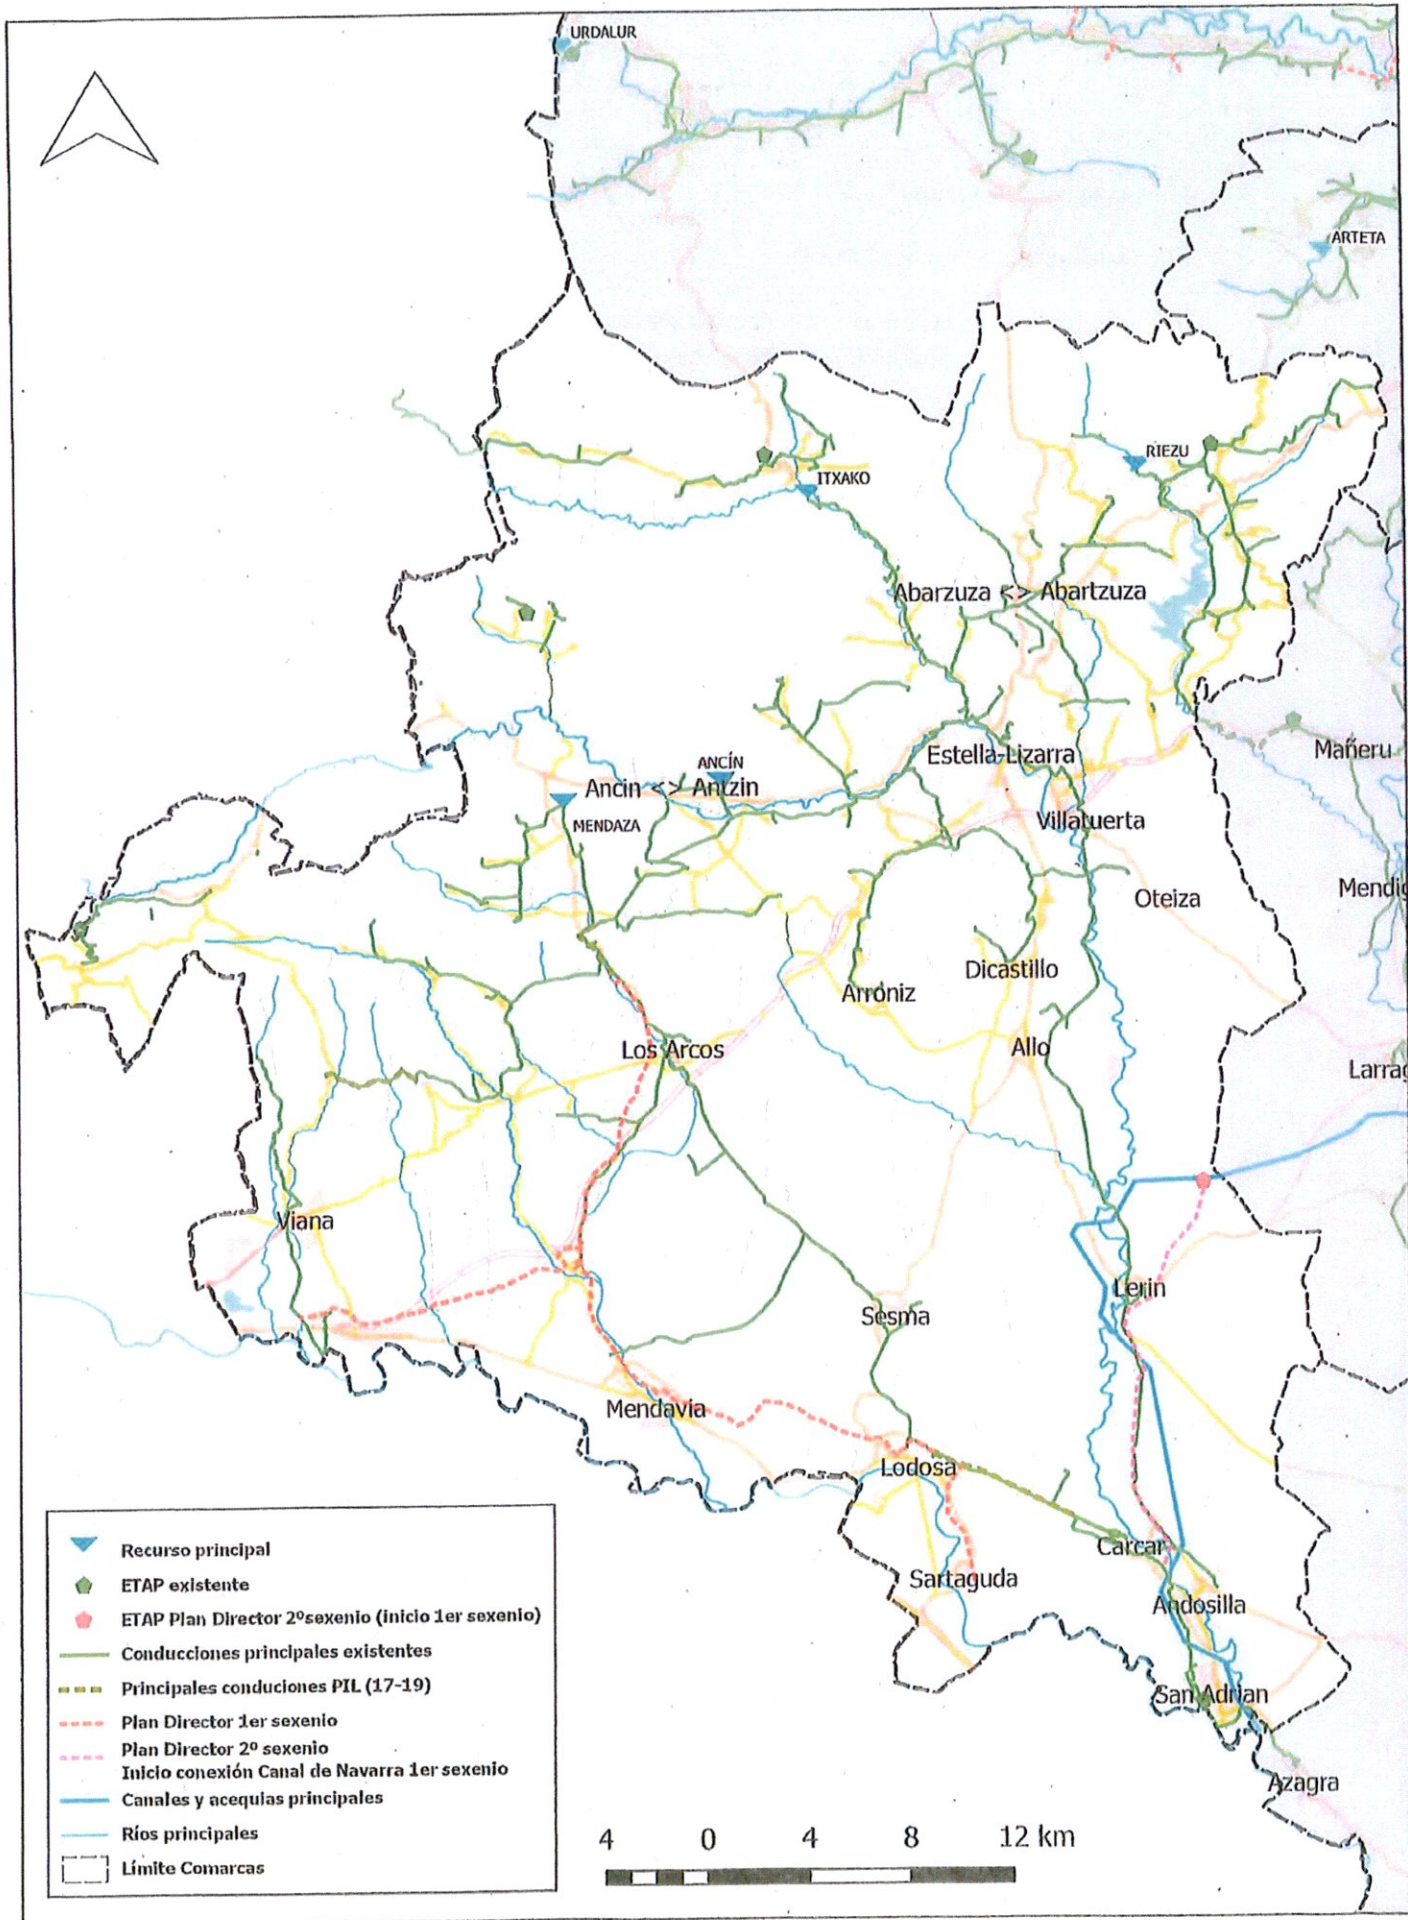 URDALUR
ARTETA
RIEZU
ITXAKO
Abarzuza <> Abartzuza
Mañeru
Estella-Lizarra
ANCÍN
Ancin <> Antzin
MENDAZA
Villatuerta
Mendig
Oteiza
Dicastillo
Arroniz
Los Arcos
Allo
Larrag
Viana
Lerin
Sesma
Mendavia
Lodosa
Carcar
Sartaguda
Andosilla
San Adrian
Azagra
Recurso principal
ETAP existente
ETAP Plan Director 2ºsexenio (inicio 1er sexenio)
Conducciones principales existentes
Principales conduciones PIL (17-19)
Plan Director 1er sexenio
Plan Director 2º sexenio
Inicio conexión Canal de Navarra 1er sexenio
Canales y acequias principales
Ríos principales
Límite Comarcas
4 0 4 8 12 km